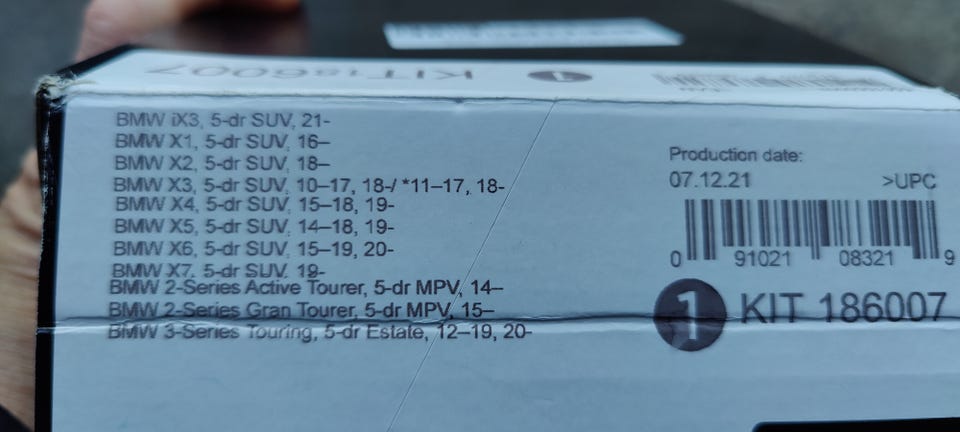 KIT186007 1
BMW iX3, 5-dr SUV, 21-
BMW X1, 5-dr SUV, 16–
BMW X2, 5-dr SUV, 18–
BMW X3, 5-dr SUV, 10–17, 18-/ *11–17, 18-
BMW X4, 5-dr SUV, 15–18, 19-
BMW X5, 5-dr SUV, 14–18, 19-
BMW X6, 5-dr SUV, 15–19, 20-
BMW X7, 5-dr SUV, 19-
BMW 2-Series Active Tourer, 5-dr MPV, 14–
BMW 2-Series Gran Tourer, 5-dr MPV, 15–
BMW 3-Series Touring, 5-dr Estate, 12–19, 20-
Production date:
07.12.21 >UPC
0 91021 08321 9
1 KIT 186007